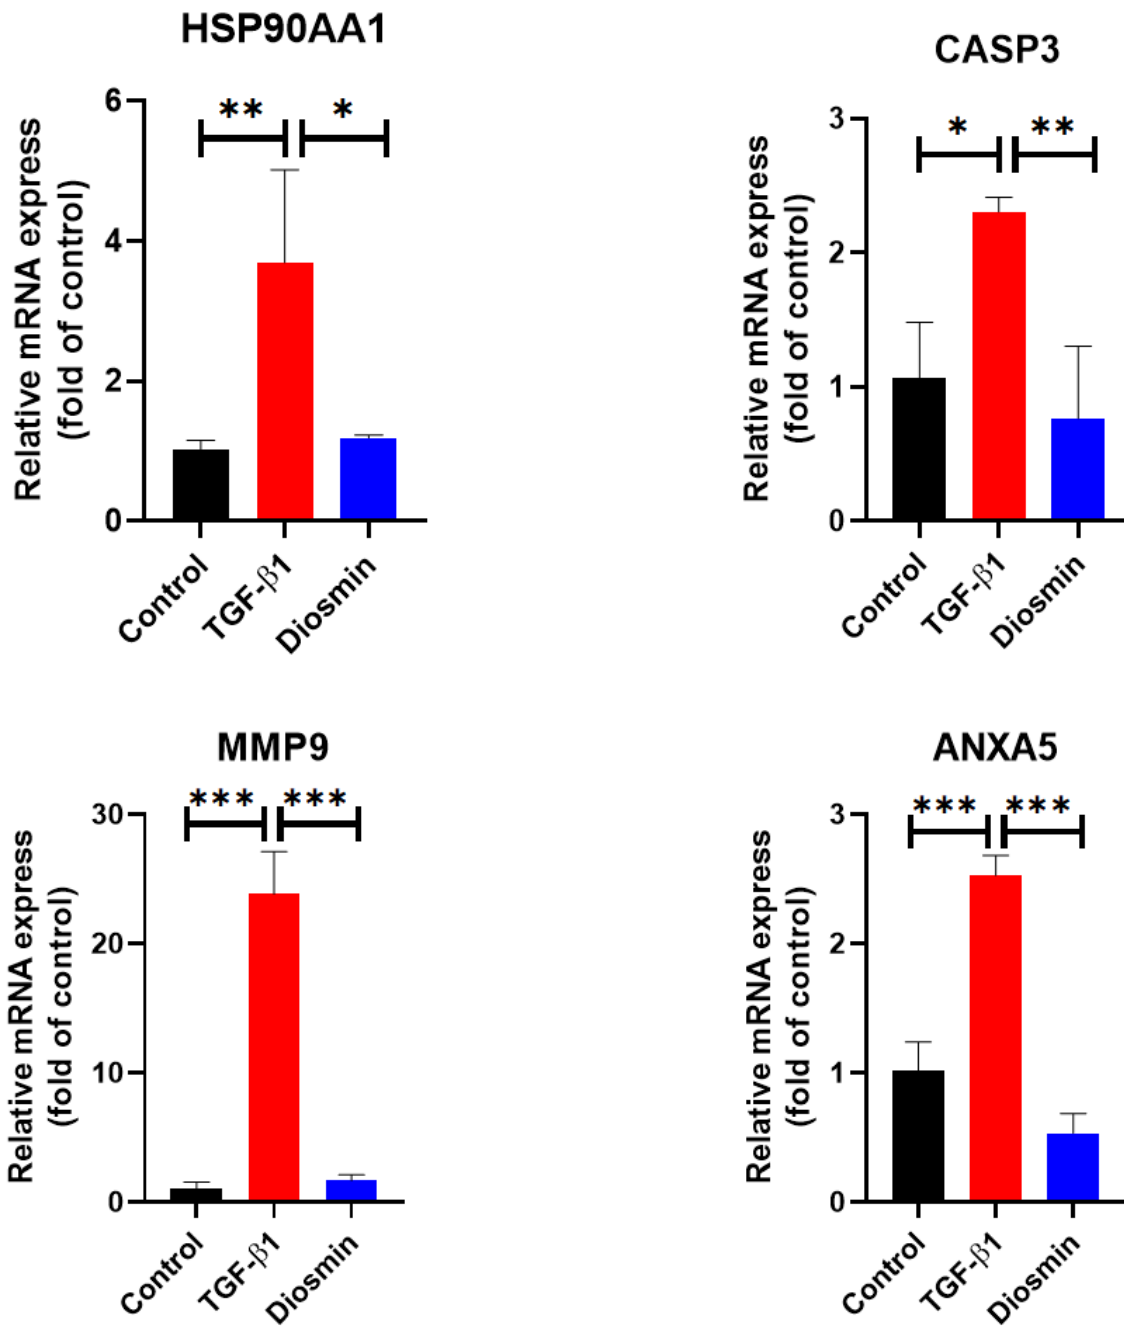 HSP90AA1
** *
Relative mRNA express
(fold of control)
6
4
2
0
Control
TGF-β1
Diosmin
CASP3
* **
Relative mRNA express
(fold of control)
3
2
1
0
Control
TGF-β1
Diosmin
MMP9
*** ***
Relative mRNA express
(fold of control)
30
20
10
0
Control
TGF-β1
Diosmin
ANXA5
*** ***
Relative mRNA express
(fold of control)
3
2
1
0
Control
TGF-β1
Diosmin